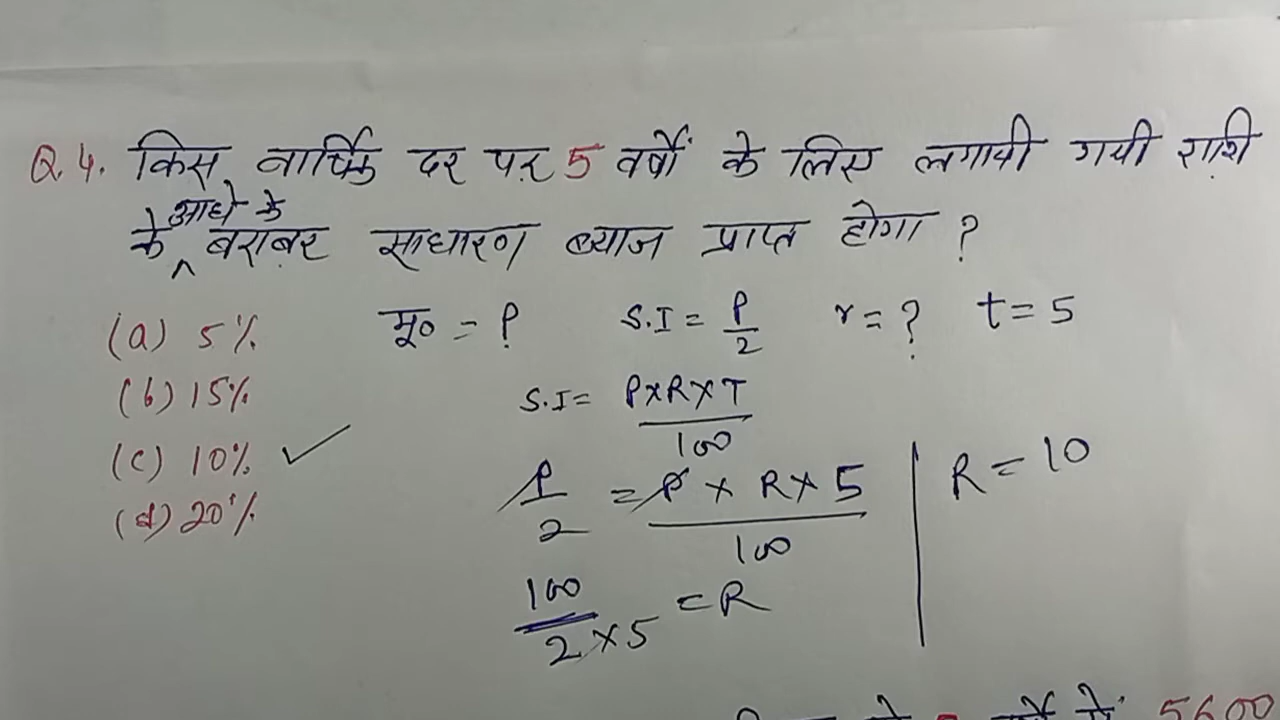 Q.4. किस वार्षिक दर पर 5 वर्षों के लिए लगायी गयी राशि
के आधे के बराबर साधारण ब्याज प्राप्त होगा ?
(a) 5%
(b) 15%
(c) 10% ✓
(d) 20%
मू० = P S.I = P/2 r = ? t = 5
S.I = P×R×T/100
P/2 = P × R × 5/100
100/2×5 = R
R = 10
5600